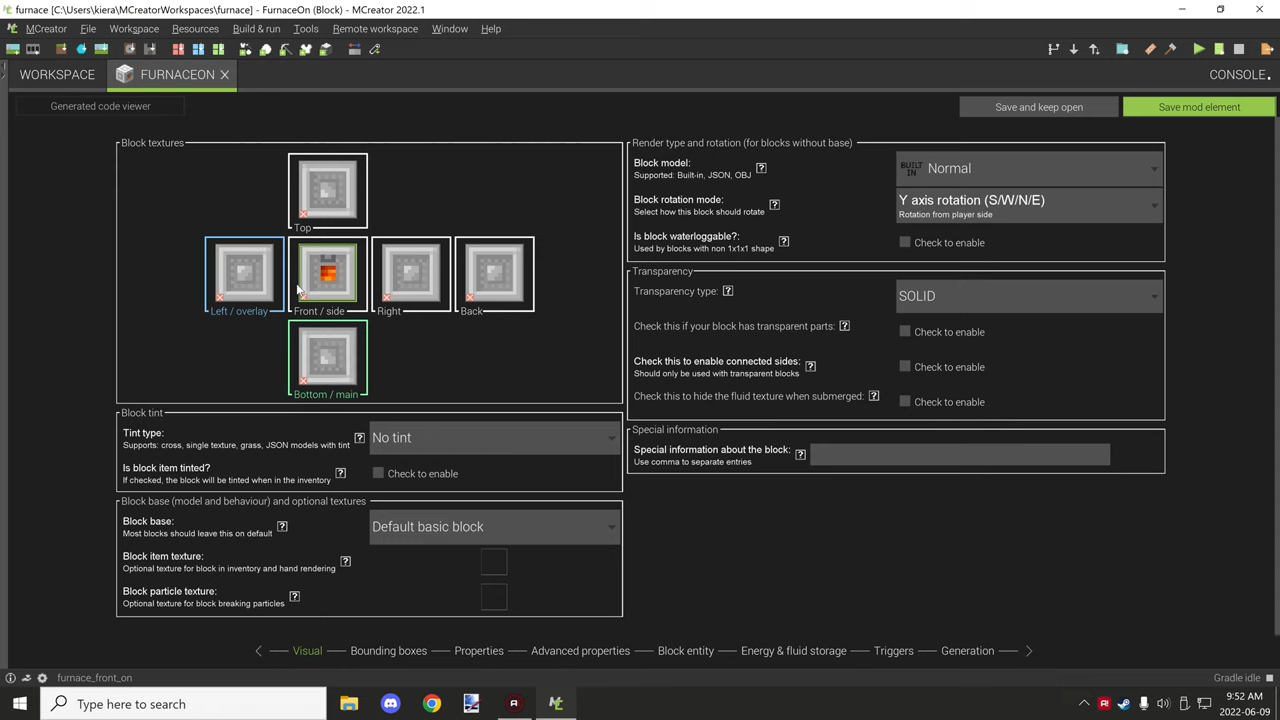 furnace [C:\Users\kiera\MCreatorWorkspaces\furnace] - FurnaceOn (Block) - MCreator 2022.1
MCreator File Workspace Resources Build & run Tools Remote workspace Window Help
WORKSPACE FURNACEON CONSOLE
Generated code viewer Save and keep open Save mod element
Block textures
Top
Left / overlay Front / side Right Back
Bottom / main
Block tint
Tint type: No tint
Supports: cross, single texture, grass, JSON models with tint
Is block item tinted? Check to enable
If checked, the block will be tinted when in the inventory
Block base (model and behaviour) and optional textures
Block base: Default basic block
Most blocks should leave this on default
Block item texture:
Optional texture for block in inventory and hand rendering
Block particle texture:
Optional texture for block breaking particles
Render type and rotation (for blocks without base)
Block model: BUILT IN Normal
Supported: Built-in, JSON, OBJ
Block rotation mode: Y axis rotation (S/W/N/E)
Select how this block should rotate Rotation from player side
Is block waterloggable?: Check to enable
Used by blocks with non 1x1x1 shape
Transparency
Transparency type: SOLID
Check this if your block has transparent parts: Check to enable
Check this to enable connected sides: Check to enable
Should only be used with transparent blocks
Check this to hide the fluid texture when submerged: Check to enable
Special information
Special information about the block:
Use comma to separate entries
Visual Bounding boxes Properties Advanced properties Block entity Energy & fluid storage Triggers Generation
furnace_front_on Gradle idle
Type here to search
9:52 AM
2022-06-09